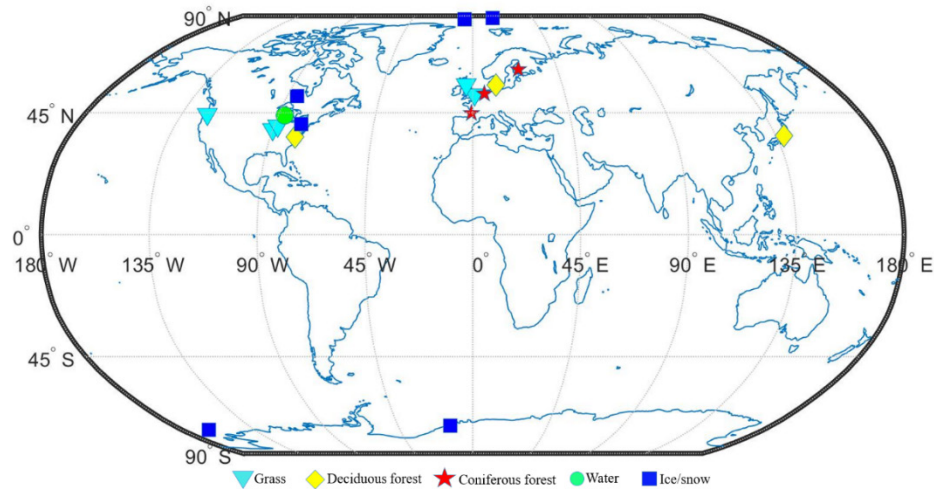 90° N
45° N
0°
180° W 135° W 90° W 45° W 0° 45° E 90° E 135° E 180° E
45° S
90° S
Grass Deciduous forest Coniferous forest Water Ice/snow